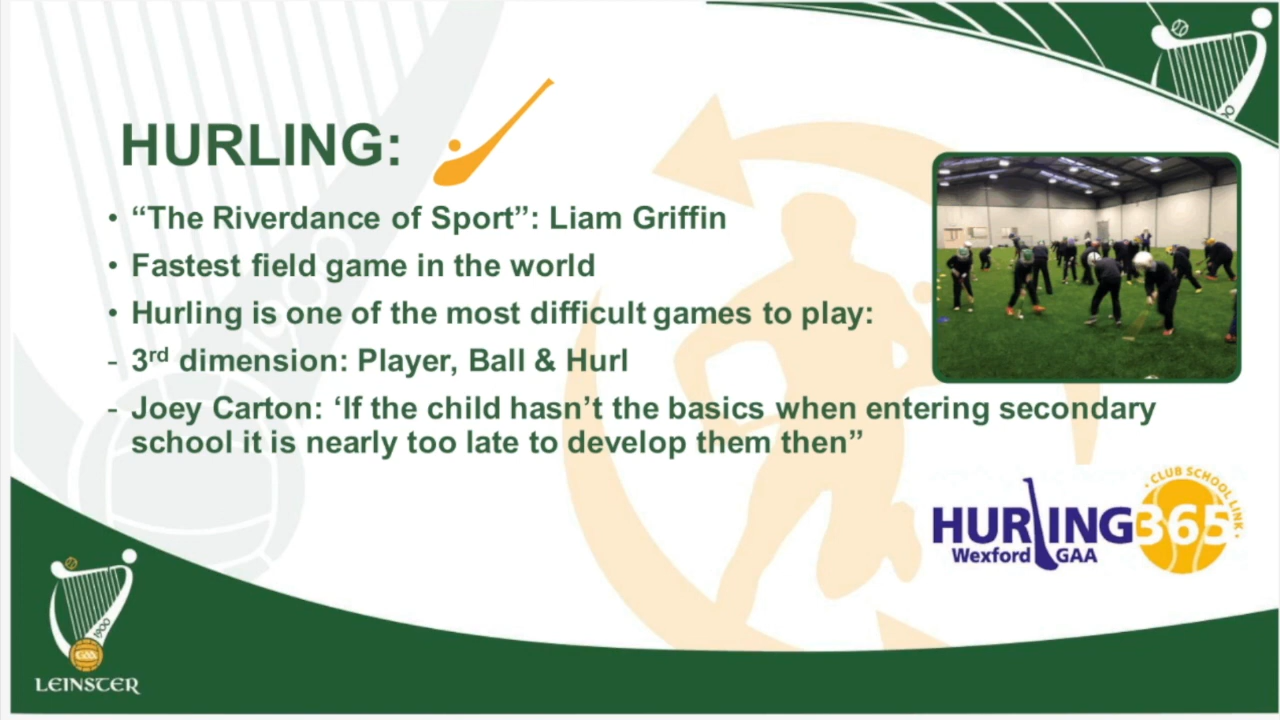 HURLING:
• “The Riverdance of Sport”: Liam Griffin
• Fastest field game in the world
• Hurling is one of the most difficult games to play:
- 3rd dimension: Player, Ball & Hurl
- Joey Carton: ‘If the child hasn’t the basics when entering secondary
school it is nearly too late to develop them then”
• CLUB SCHOOL LINK •
HURLING365
Wexford GAA
1900
GAA
LEINSTER